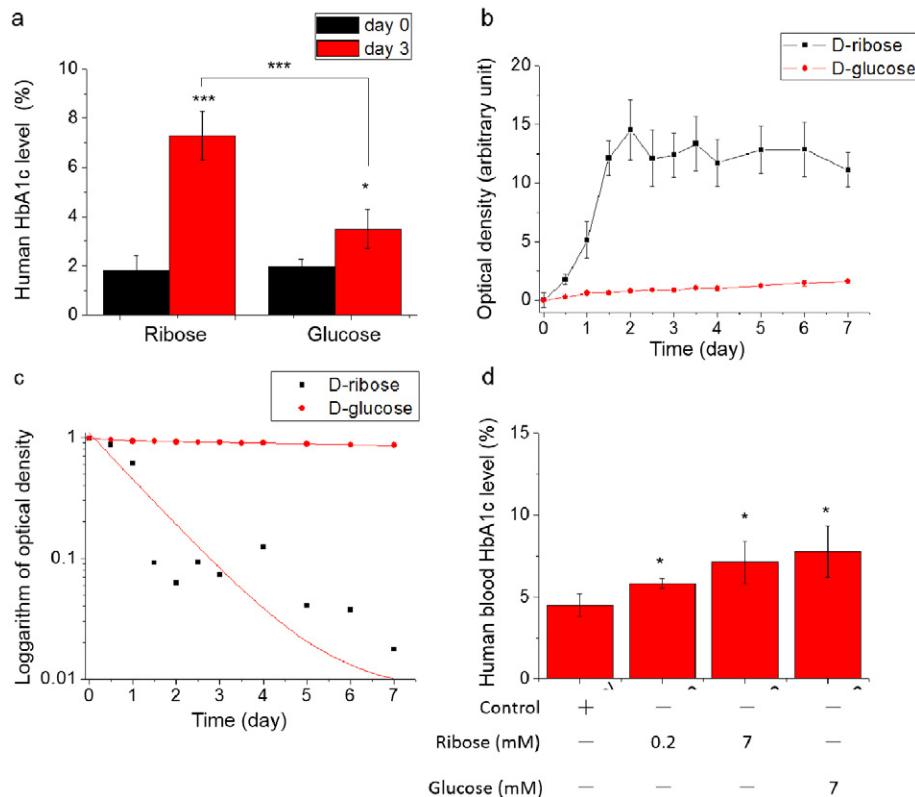 a
day 0
day 3
Human HbA1c level (%)
10
8
6
4
2
0
***
***
*
Ribose
Glucose
b
D-ribose
D-glucose
Optical density (arbitrary unit)
20
15
10
5
0
0 1 2 3 4 5 6 7
Time (day)
c
D-ribose
D-glucose
Loggarithm of optical density
1
0.1
0.01
0 1 2 3 4 5 6 7
Time (day)
d
Human blood HbA1c level (%)
15
10
5
0
* * *
Control + — — —
Ribose (mM) — 0.2 7 —
Glucose (mM) — — — 7